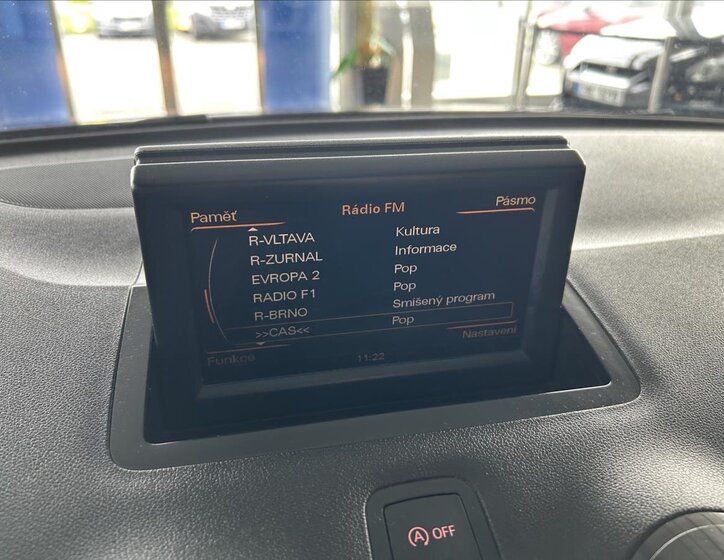 Paměť Rádio FM Pásmo
R-VLTAVA Kultura
R-ZURNAL Informace
EVROPA 2 Pop
RADIO F1 Pop
R-BRNO Smíšený program
>>CAS<< Pop
Funkce 11:22 Nastavení
A OFF